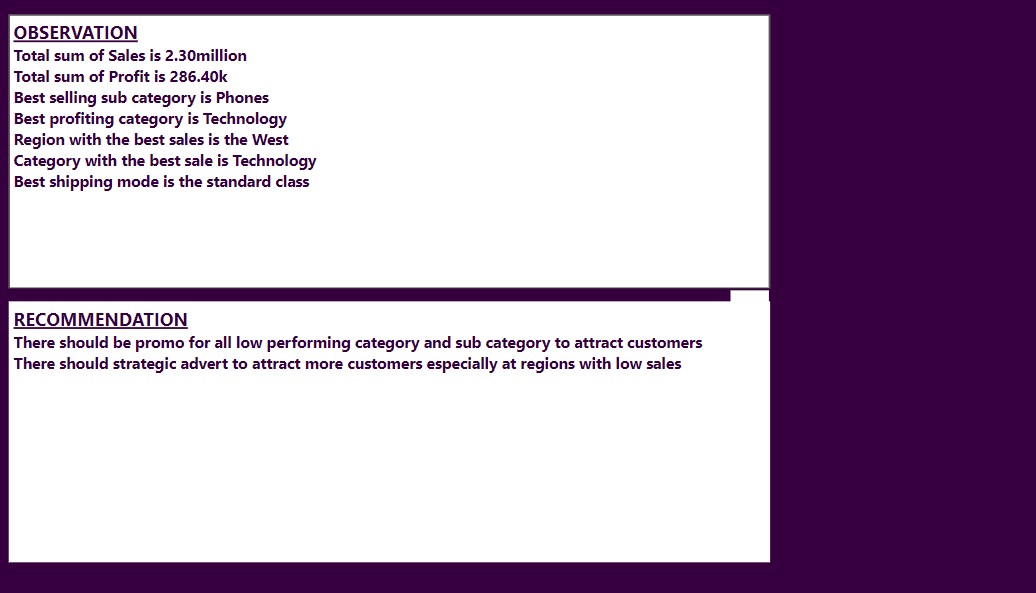 OBSERVATION
Total sum of Sales is 2.30million
Total sum of Profit is 286.40k
Best selling sub category is Phones
Best profiting category is Technology
Region with the best sales is the West
Category with the best sale is Technology
Best shipping mode is the standard class
RECOMMENDATION
There should be promo for all low performing category and sub category to attract customers
There should strategic advert to attract more customers especially at regions with low sales